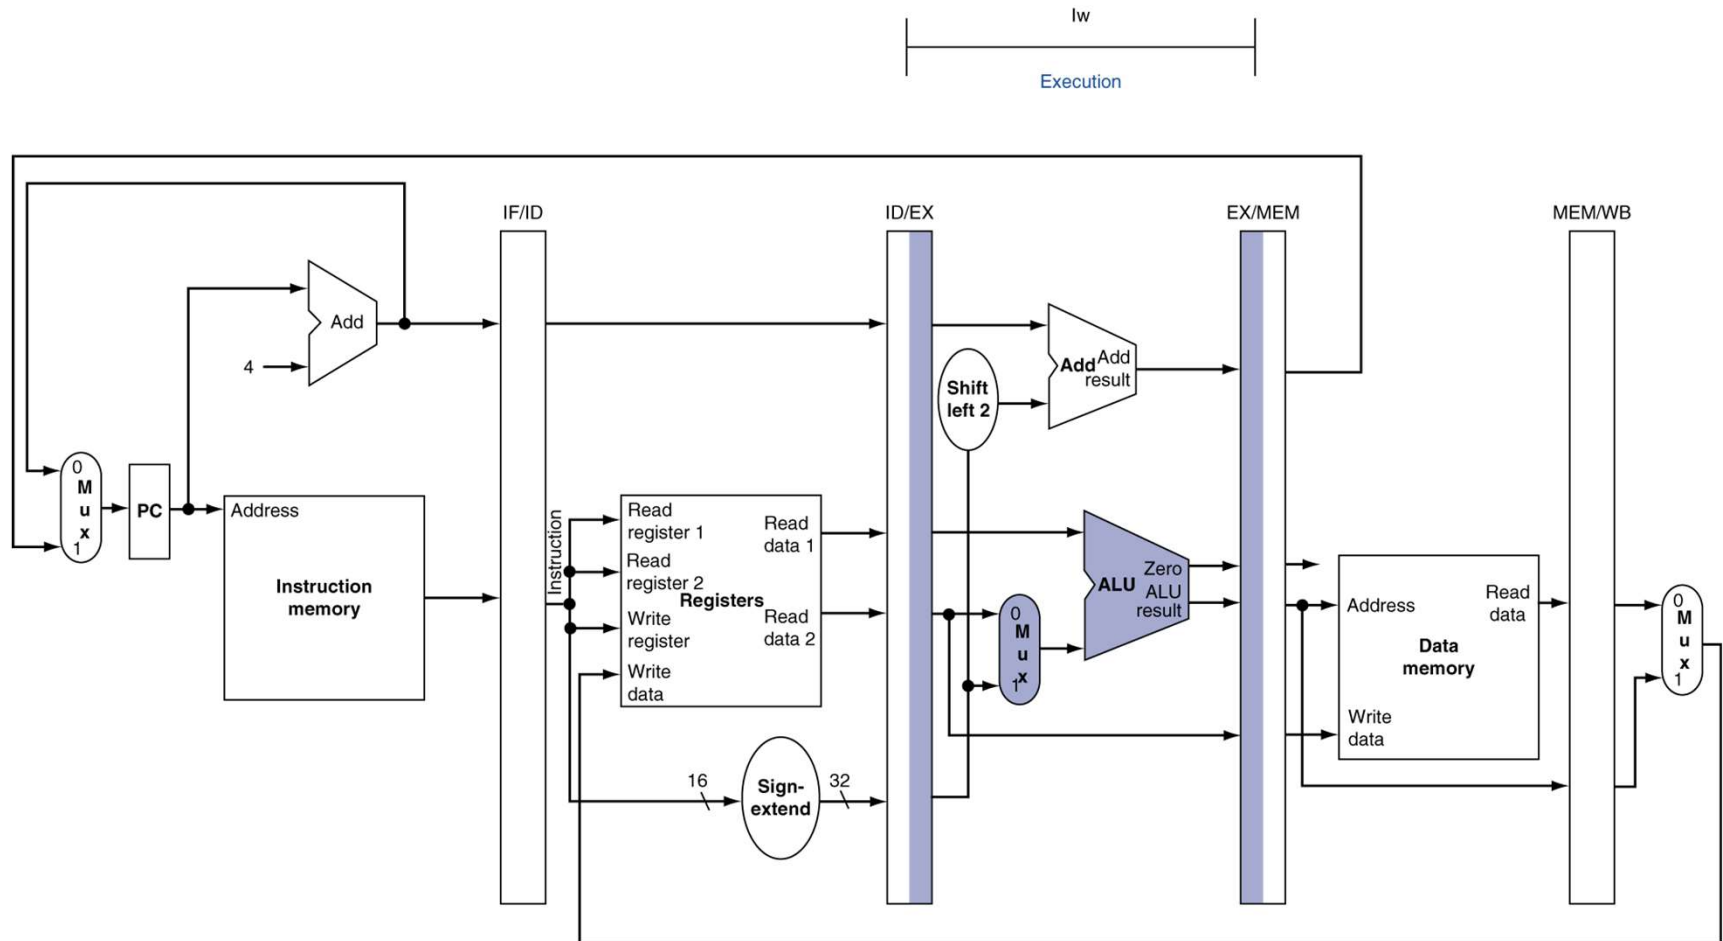 lw
Execution
IF/ID
ID/EX
EX/MEM
MEM/WB
Add
4
Add
Add
result
Shift
left 2
0
M
u
x
1
PC
Address
Instruction
memory
Instruction
Read
register 1
Read
register 2
Write
register
Write
data
Registers
Read
data 1
Read
data 2
16
Sign-
extend
32
0
M
u
x
1
ALU
Zero
ALU
result
Address
Write
data
Data
memory
Read
data
0
M
u
x
1